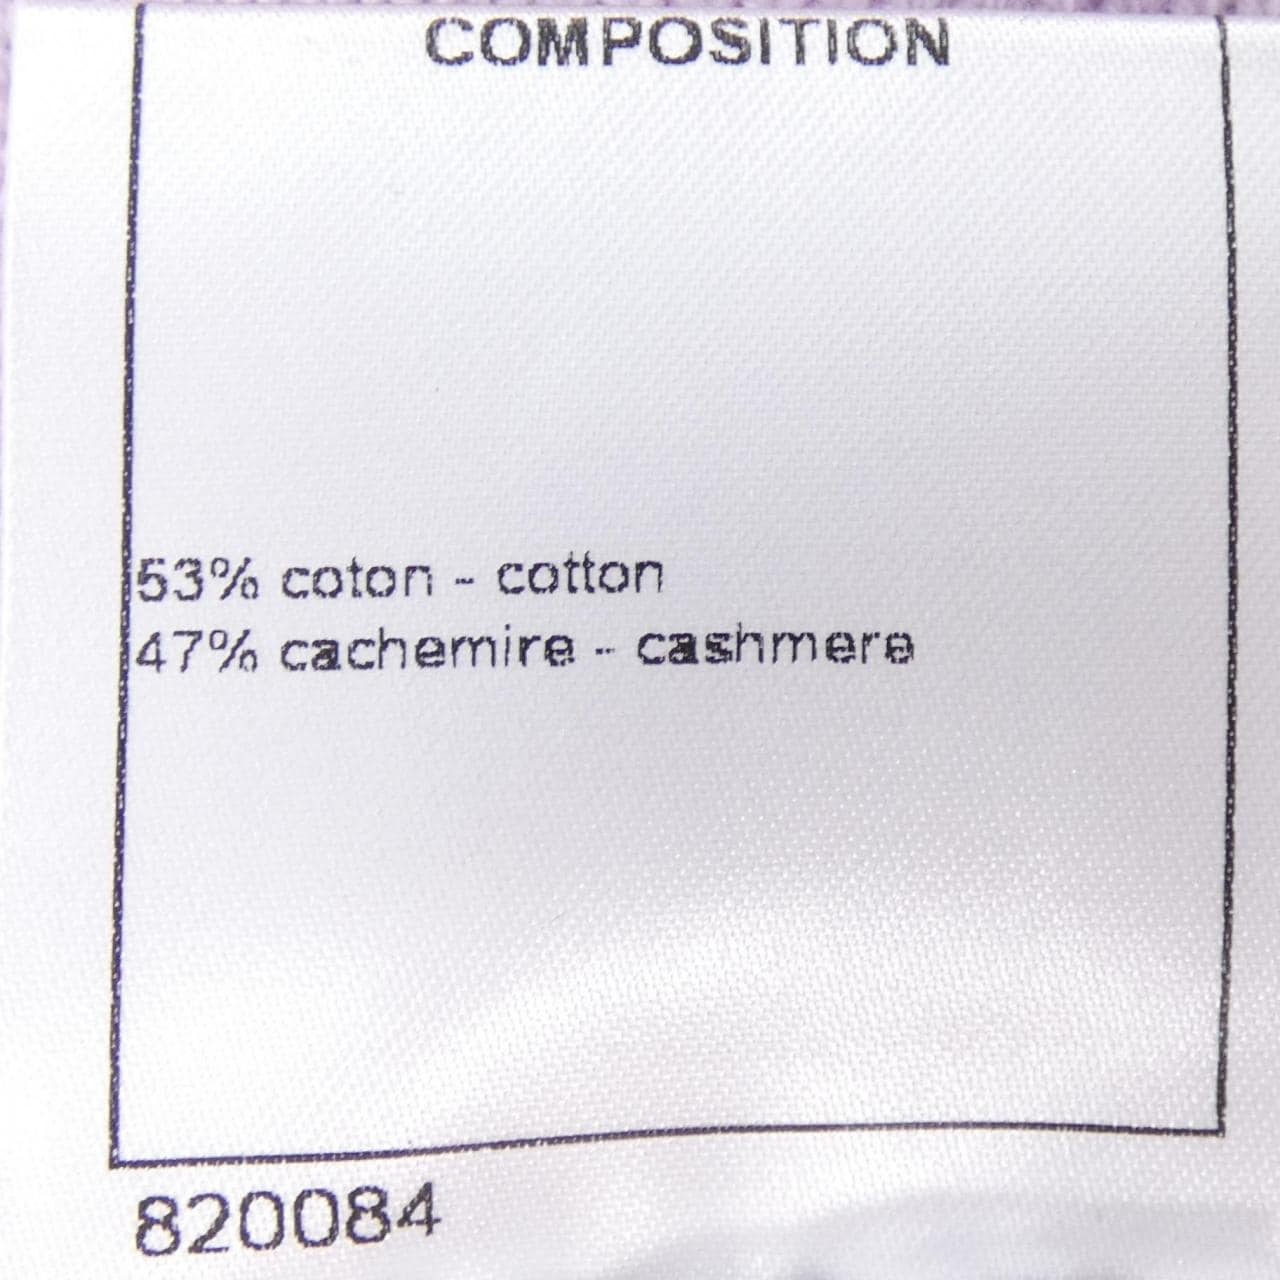 COMPOSITION
53% coton - cotton
47% cachemire - cashmere
820084